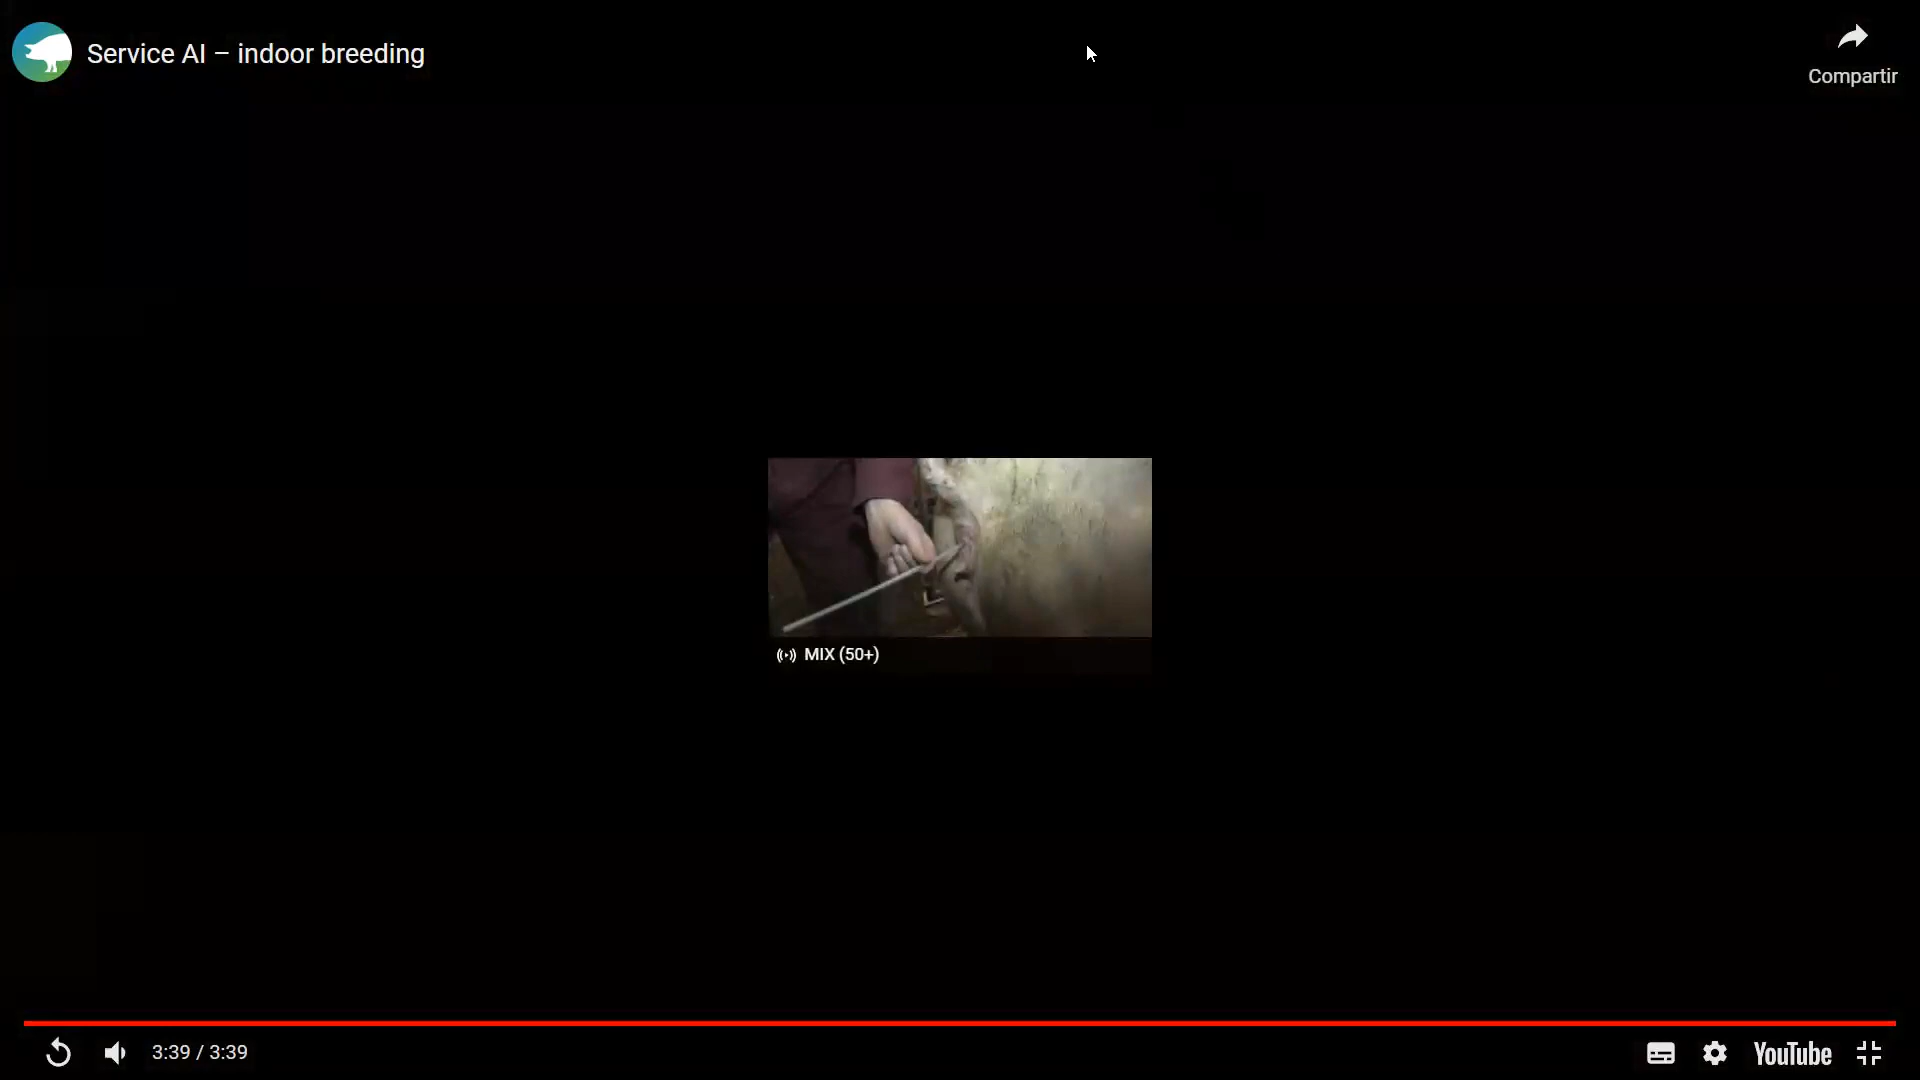 Service AI – indoor breeding
Compartir
MIX (50+)
3:39 / 3:39
YouTube